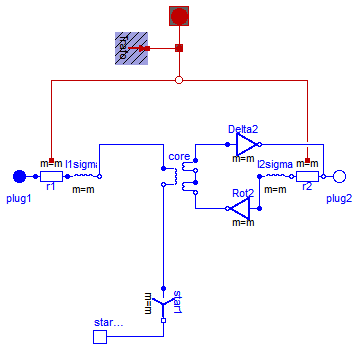 Trafo
Delta2
core
m=m
m=m
l1sigma
l2sigma
m=m
r1
m=m
m=m
r2
plug1
Rot2
plug2
m=m
star1
m=m
star...